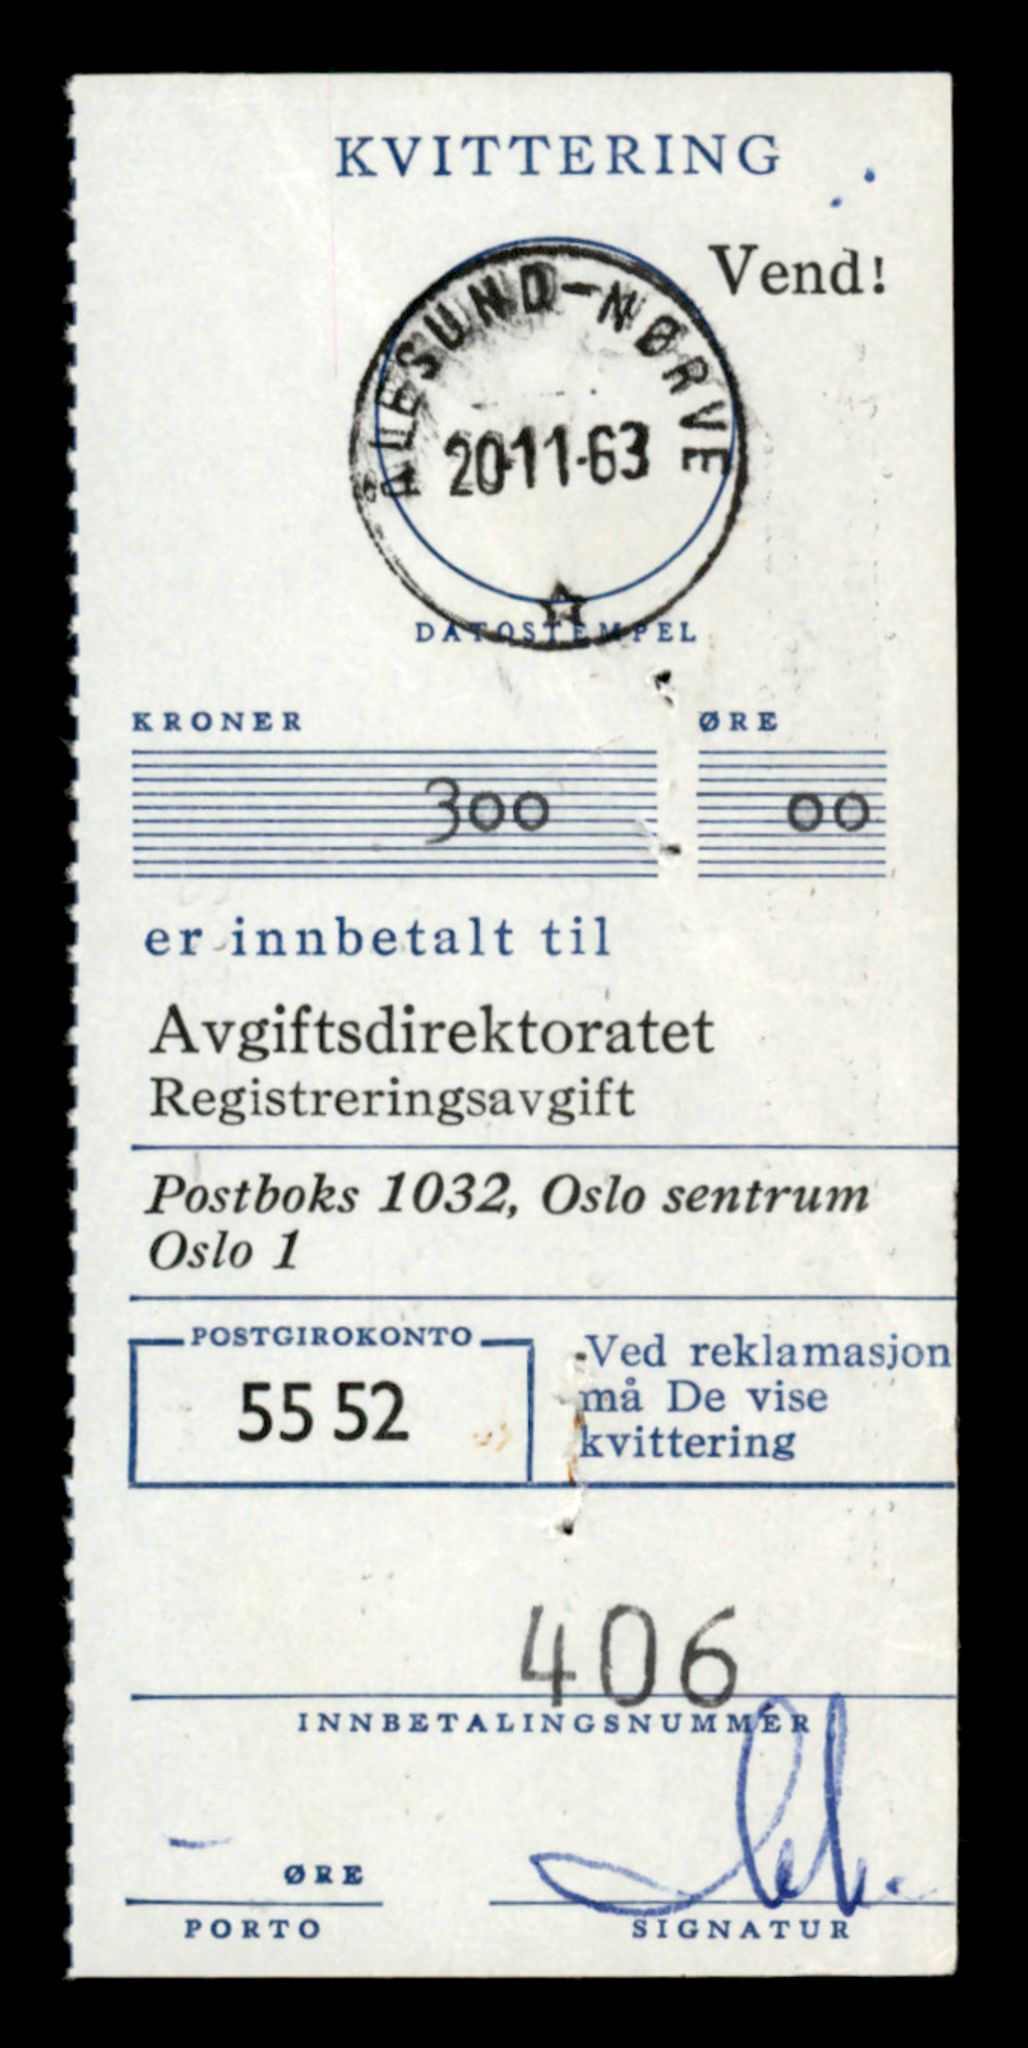 KVITTERING
Vend!
ÅLESUND-NØRVE
20-11-63
DATOSTEMPEL
KRONER ØRE
300 00
er innbetalt til
Avgiftsdirektoratet
Registreringsavgift
Postboks 1032, Oslo sentrum
Oslo 1
POSTGIROKONTO
55 52
Ved reklamasjon
må De vise
kvittering
406
INNBETALINGSNUMMER
– ØRE
PORTO
SIGNATUR